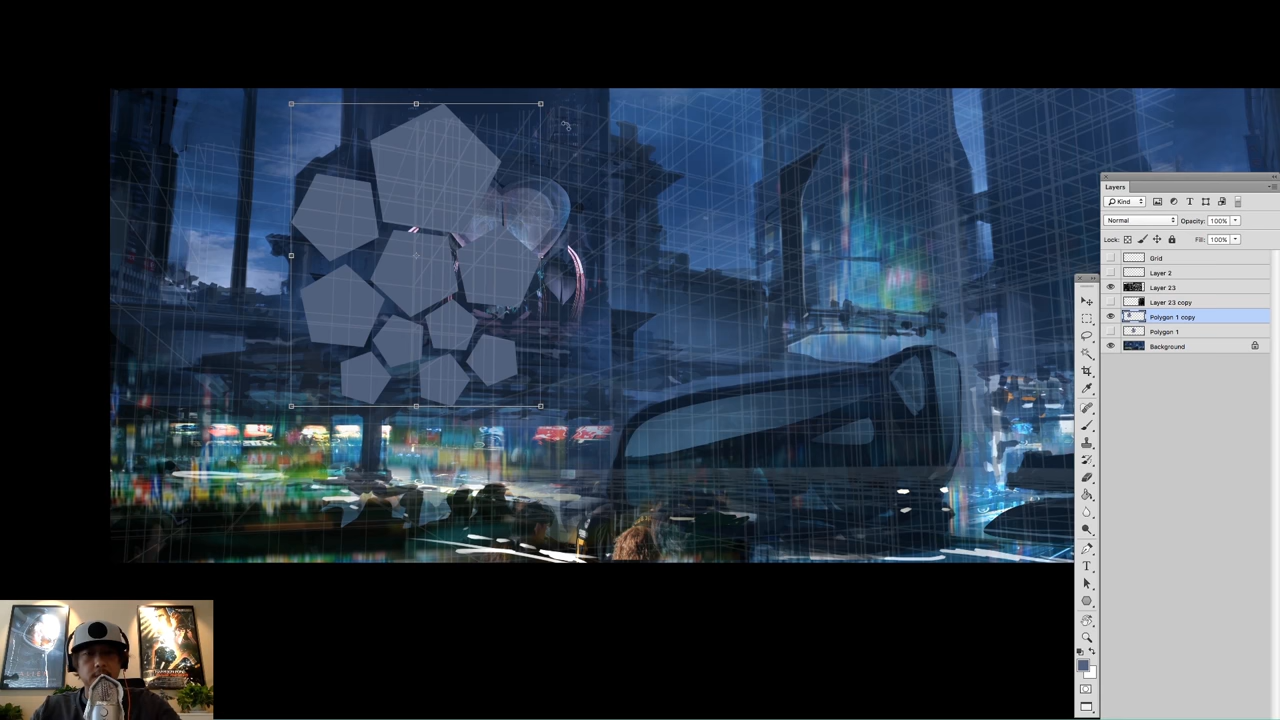 Layers
Kind
Normal
Opacity: 100%
Lock:
Fill: 100%
Grid
Layer 2
Layer 23
Layer 23 copy
Polygon 1 copy
Polygon 1
Background
T